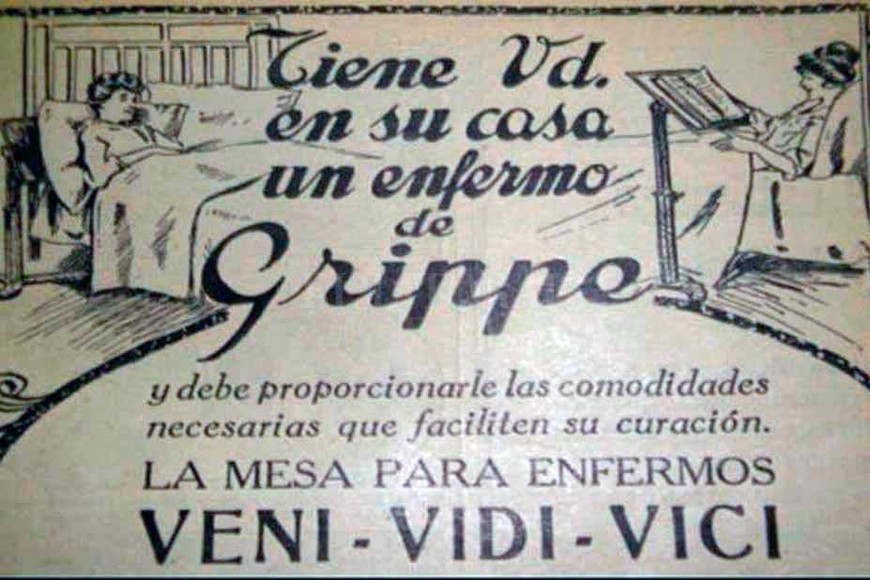 Tiene Vd.
en su casa
un enfermo
de
Grippe
y debe proporcionarle las comodidades
necesarias que faciliten su curación.
LA MESA PARA ENFERMOS
VENI - VIDI - VICI